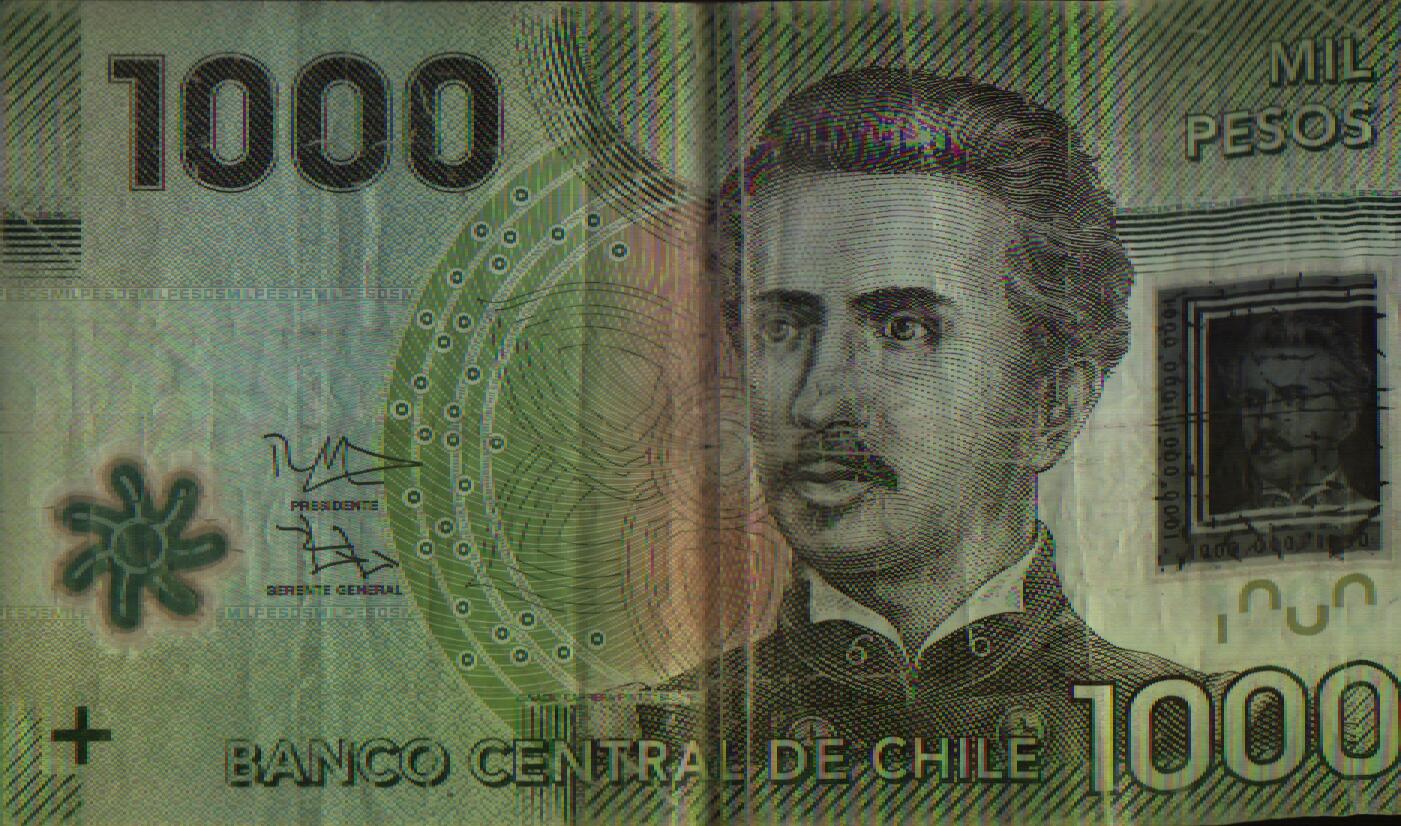 1000
MIL
PESOS
PRESIDENTE
GERENTE GENERAL
BANCO CENTRAL DE CHILE
1000